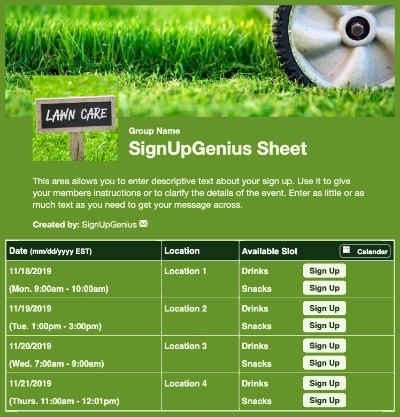 LAWN CARE
Group Name
SignUpGenius Sheet
This area allows you to enter descriptive text about your sign up. Use it to give
your members instructions or to clarify the details of the event. Enter as little or as
much text as you need to get your message across.
Created by: SignUpGenius
Date (mm/dd/yyyy EST) Location Available Slot Calendar
11/18/2019 Location 1 Drinks Sign Up
(Mon. 9:00am - 10:00am) Snacks Sign Up
11/19/2019 Location 2 Drinks Sign Up
(Tue. 1:00pm - 3:00pm) Snacks Sign Up
11/20/2019 Location 3 Drinks Sign Up
(Wed. 7:00am - 9:00am) Snacks Sign Up
11/21/2019 Location 4 Drinks Sign Up
(Thurs. 11:00am - 12:01pm) Snacks Sign Up